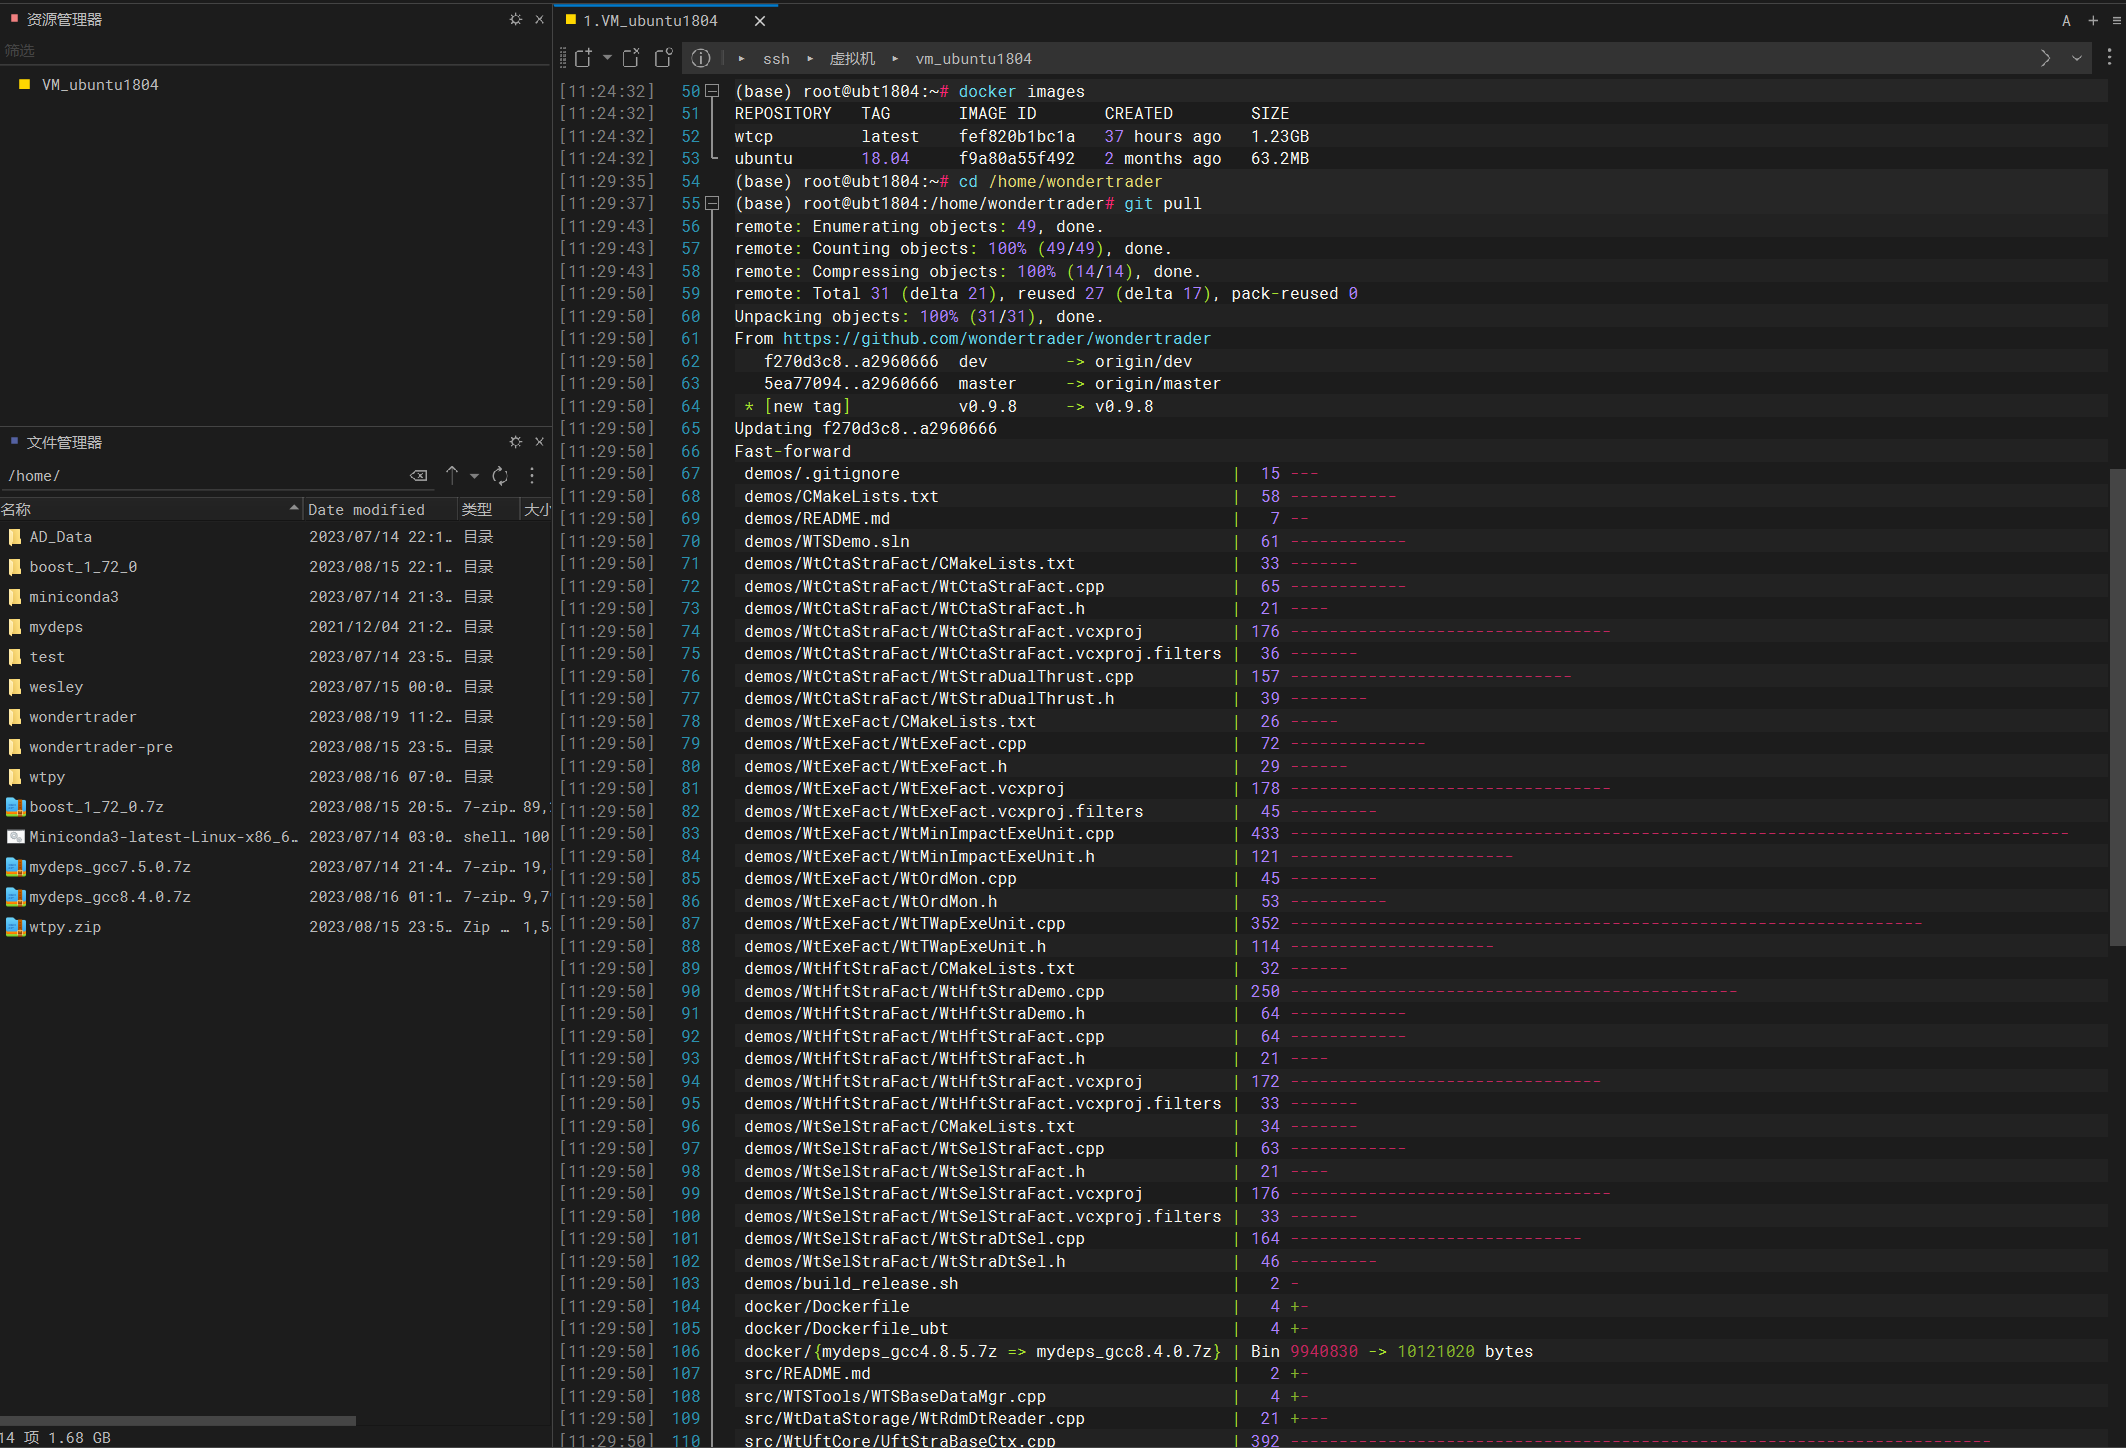 资源管理器
筛选
VM_ubuntu1804
文件管理器
/home/
名称 Date modified 类型 大小
AD_Data 2023/07/14 22:1… 目录
boost_1_72_0 2023/08/15 22:1… 目录
miniconda3 2023/07/14 21:3… 目录
mydeps 2021/12/04 21:2… 目录
test 2023/07/14 23:5… 目录
wesley 2023/07/15 00:0… 目录
wondertrader 2023/08/19 11:2… 目录
wondertrader-pre 2023/08/15 23:5… 目录
wtpy 2023/08/16 07:0… 目录
boost_1_72_0.7z 2023/08/15 20:5… 7-zip… 89,
Miniconda3-latest-Linux-x86_6… 2023/07/14 03:0… shell… 100
mydeps_gcc7.5.0.7z 2023/07/14 21:4… 7-zip… 19,
mydeps_gcc8.4.0.7z 2023/08/16 01:1… 7-zip… 9,7
wtpy.zip 2023/08/15 23:5… Zip … 1,5
14 项 1.68 GB
1.VM_ubuntu1804
A
ssh 虚拟机 vm_ubuntu1804
[11:24:32] 50 (base) root@ubt1804:~# docker images
[11:24:32] 51 REPOSITORY TAG IMAGE ID CREATED SIZE
[11:24:32] 52 wtcp latest fef820b1bc1a 37 hours ago 1.23GB
[11:24:32] 53 ubuntu 18.04 f9a80a55f492 2 months ago 63.2MB
[11:29:35] 54 (base) root@ubt1804:~# cd /home/wondertrader
[11:29:37] 55 (base) root@ubt1804:/home/wondertrader# git pull
[11:29:43] 56 remote: Enumerating objects: 49, done.
[11:29:43] 57 remote: Counting objects: 100% (49/49), done.
[11:29:43] 58 remote: Compressing objects: 100% (14/14), done.
[11:29:50] 59 remote: Total 31 (delta 21), reused 27 (delta 17), pack-reused 0
[11:29:50] 60 Unpacking objects: 100% (31/31), done.
[11:29:50] 61 From https://github.com/wondertrader/wondertrader
[11:29:50] 62 f270d3c8..a2960666 dev -> origin/dev
[11:29:50] 63 5ea77094..a2960666 master -> origin/master
[11:29:50] 64 * [new tag] v0.9.8 -> v0.9.8
[11:29:50] 65 Updating f270d3c8..a2960666
[11:29:50] 66 Fast-forward
[11:29:50] 67 demos/.gitignore | 15 ---
[11:29:50] 68 demos/CMakeLists.txt | 58 -----------
[11:29:50] 69 demos/README.md | 7 --
[11:29:50] 70 demos/WTSDemo.sln | 61 ------------
[11:29:50] 71 demos/WtCtaStraFact/CMakeLists.txt | 33 -------
[11:29:50] 72 demos/WtCtaStraFact/WtCtaStraFact.cpp | 65 ------------
[11:29:50] 73 demos/WtCtaStraFact/WtCtaStraFact.h | 21 ----
[11:29:50] 74 demos/WtCtaStraFact/WtCtaStraFact.vcxproj | 176 ---------------------------------
[11:29:50] 75 demos/WtCtaStraFact/WtCtaStraFact.vcxproj.filters | 36 -------
[11:29:50] 76 demos/WtCtaStraFact/WtStraDualThrust.cpp | 157 -----------------------------
[11:29:50] 77 demos/WtCtaStraFact/WtStraDualThrust.h | 39 --------
[11:29:50] 78 demos/WtExeFact/CMakeLists.txt | 26 -----
[11:29:50] 79 demos/WtExeFact/WtExeFact.cpp | 72 --------------
[11:29:50] 80 demos/WtExeFact/WtExeFact.h | 29 ------
[11:29:50] 81 demos/WtExeFact/WtExeFact.vcxproj | 178 ---------------------------------
[11:29:50] 82 demos/WtExeFact/WtExeFact.vcxproj.filters | 45 ---------
[11:29:50] 83 demos/WtExeFact/WtMinImpactExeUnit.cpp | 433 --------------------------------------------------------------------------------
[11:29:50] 84 demos/WtExeFact/WtMinImpactExeUnit.h | 121 -----------------------
[11:29:50] 85 demos/WtExeFact/WtOrdMon.cpp | 45 ---------
[11:29:50] 86 demos/WtExeFact/WtOrdMon.h | 53 ----------
[11:29:50] 87 demos/WtExeFact/WtTWapExeUnit.cpp | 352 -----------------------------------------------------------------
[11:29:50] 88 demos/WtExeFact/WtTWapExeUnit.h | 114 ---------------------
[11:29:50] 89 demos/WtHftStraFact/CMakeLists.txt | 32 ------
[11:29:50] 90 demos/WtHftStraFact/WtHftStraDemo.cpp | 250 ----------------------------------------------
[11:29:50] 91 demos/WtHftStraFact/WtHftStraDemo.h | 64 ------------
[11:29:50] 92 demos/WtHftStraFact/WtHftStraFact.cpp | 64 ------------
[11:29:50] 93 demos/WtHftStraFact/WtHftStraFact.h | 21 ----
[11:29:50] 94 demos/WtHftStraFact/WtHftStraFact.vcxproj | 172 --------------------------------
[11:29:50] 95 demos/WtHftStraFact/WtHftStraFact.vcxproj.filters | 33 -------
[11:29:50] 96 demos/WtSelStraFact/CMakeLists.txt | 34 -------
[11:29:50] 97 demos/WtSelStraFact/WtSelStraFact.cpp | 63 ------------
[11:29:50] 98 demos/WtSelStraFact/WtSelStraFact.h | 21 ----
[11:29:50] 99 demos/WtSelStraFact/WtSelStraFact.vcxproj | 176 ---------------------------------
[11:29:50] 100 demos/WtSelStraFact/WtSelStraFact.vcxproj.filters | 33 -------
[11:29:50] 101 demos/WtSelStraFact/WtStraDtSel.cpp | 164 ------------------------------
[11:29:50] 102 demos/WtSelStraFact/WtStraDtSel.h | 46 ---------
[11:29:50] 103 demos/build_release.sh | 2 -
[11:29:50] 104 docker/Dockerfile | 4 +-
[11:29:50] 105 docker/Dockerfile_ubt | 4 +-
[11:29:50] 106 docker/{mydeps_gcc4.8.5.7z => mydeps_gcc8.4.0.7z} | Bin 9940830 -> 10121020 bytes
[11:29:50] 107 src/README.md | 2 +-
[11:29:50] 108 src/WTSTools/WTSBaseDataMgr.cpp | 4 +-
[11:29:50] 109 src/WtDataStorage/WtRdmDtReader.cpp | 21 +---
[11:29:50] 110 src/WtUftCore/UftStraBaseCtx.cpp | 392 ------------------------------------------------------------------------